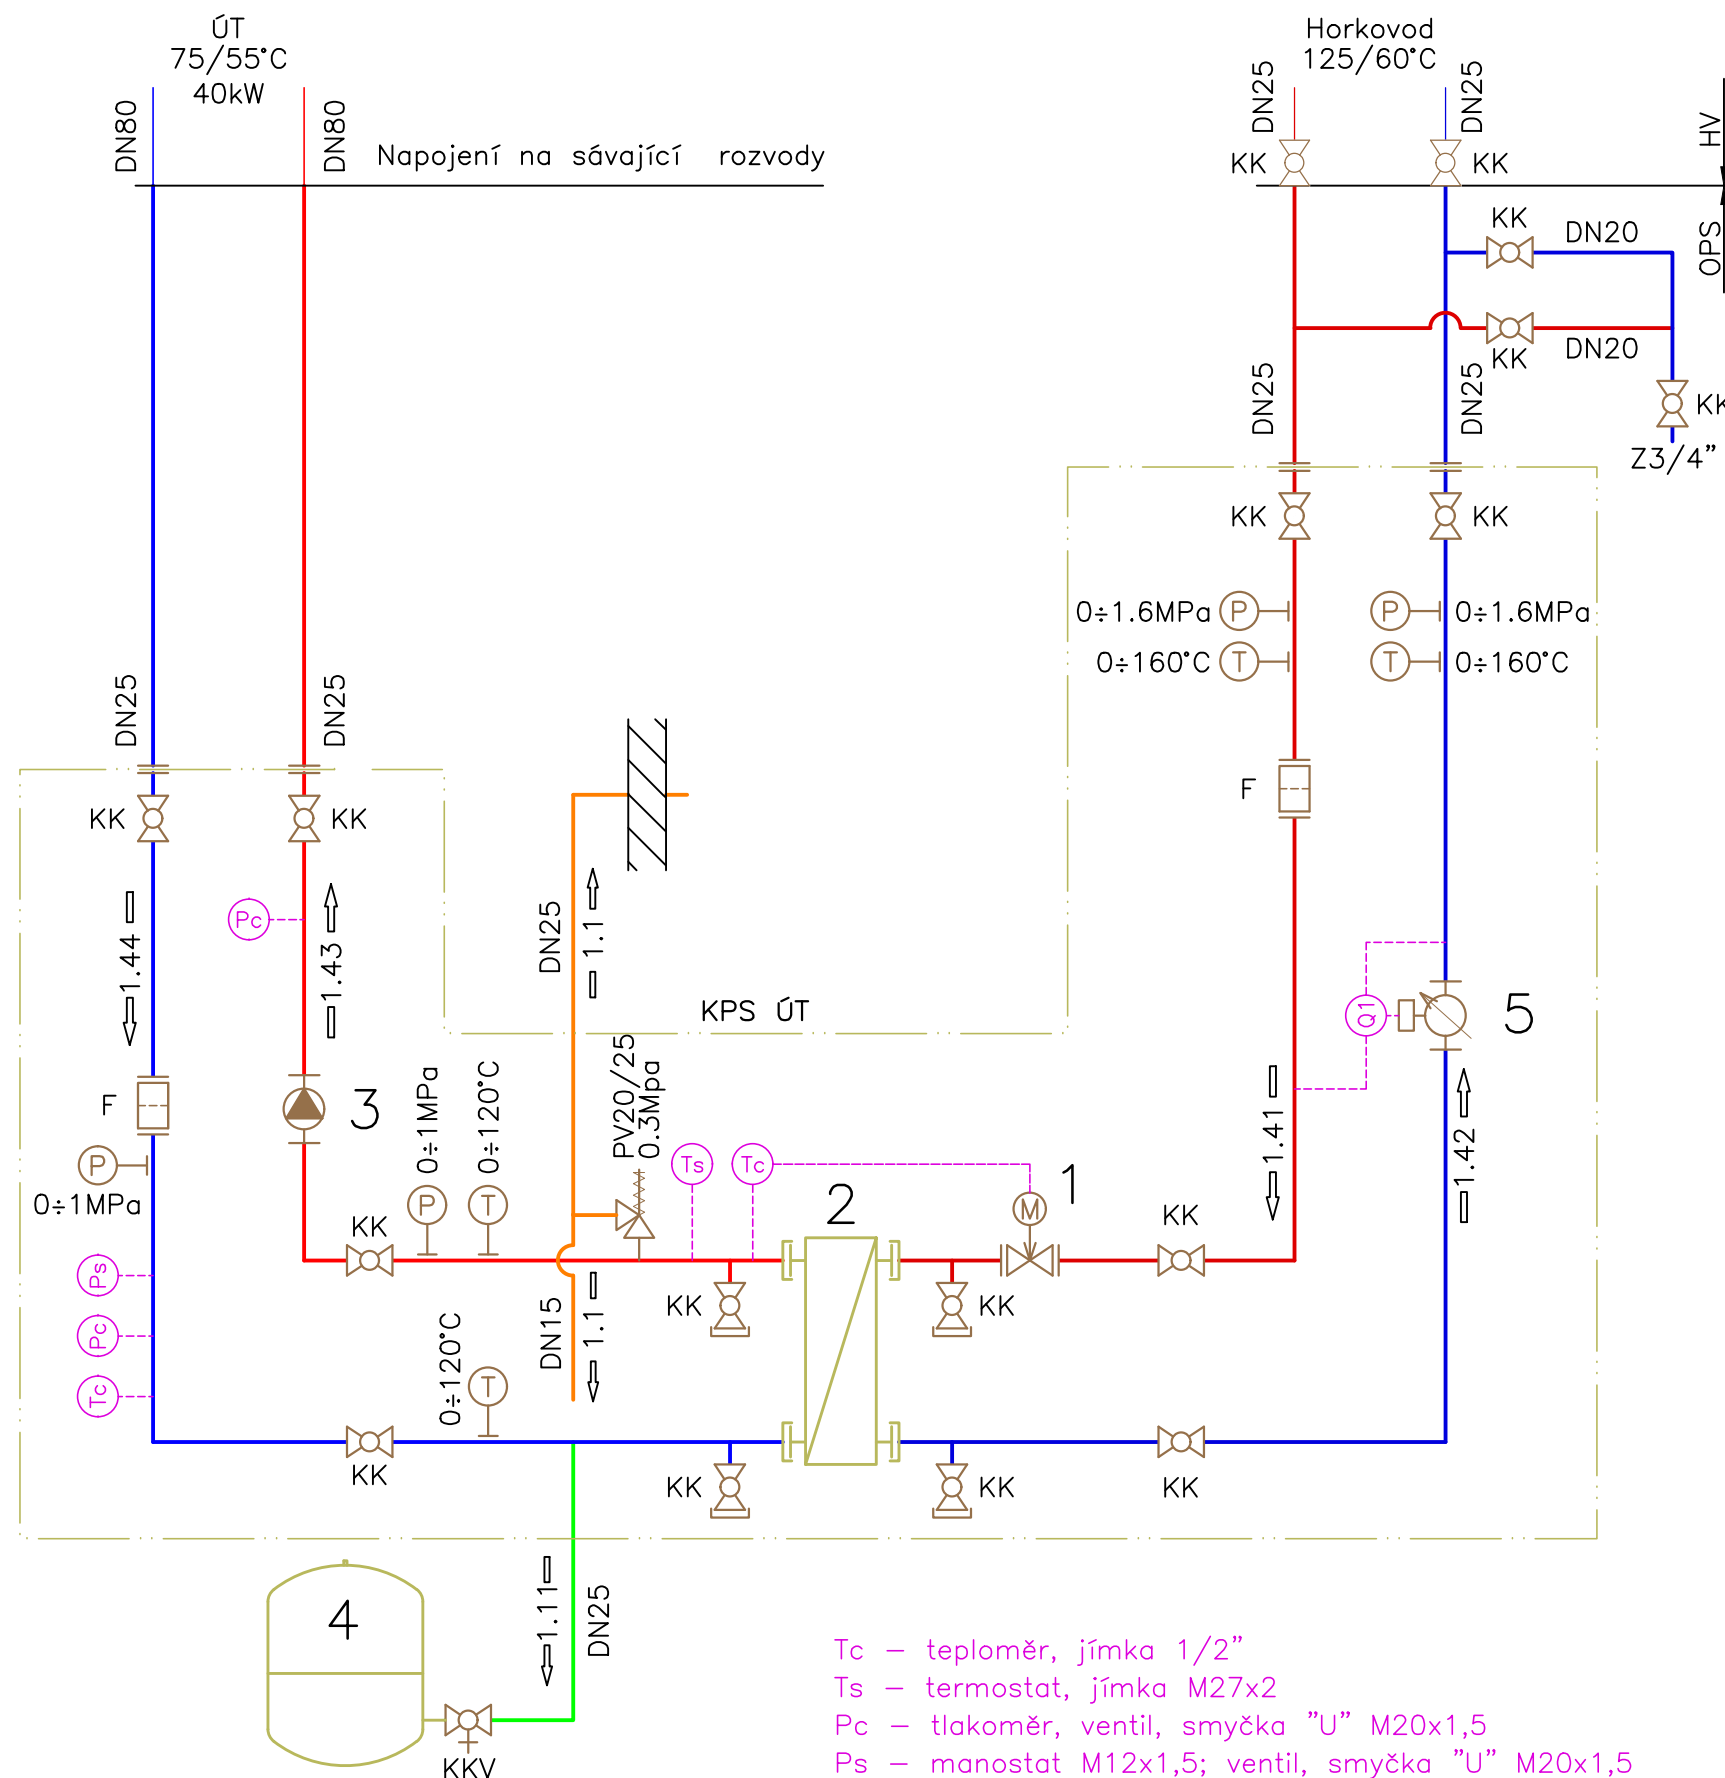 ÚT
75/55°C
40kW
DN80
DN80
Napojení na sávající rozvody
Horkovod
125/60°C
DN25
DN25
KK
KK
HV
OPS
KK
DN20
KK
DN20
DN25
DN25
KK
Z3/4”
KK
KK
0÷1.6MPa
P
P
0÷1.6MPa
0÷160°C
T
T
0÷160°C
DN25
DN25
KK
KK
F
Pc
1.44
1.43
DN25
1.1
KPS ÚT
Q1
5
F
3
P
0÷1MPa
0÷1MPa
P
0÷120°C
T
PV20/25
0.3Mpa
Ts
Tc
M
1
2
1.41
1.42
KK
KK
Ps
Pc
Tc
KK
KK
DN15
1.1
0÷120°C
T
KK
KK
KK
KK
4
1.11
DN25
KKV
Tc – teploměr, jímka 1/2”
Ts – termostat, jímka M27x2
Pc – tlakoměr, ventil, smyčka ”U” M20x1,5
Ps – manostat M12x1,5; ventil, smyčka ”U” M20x1,5